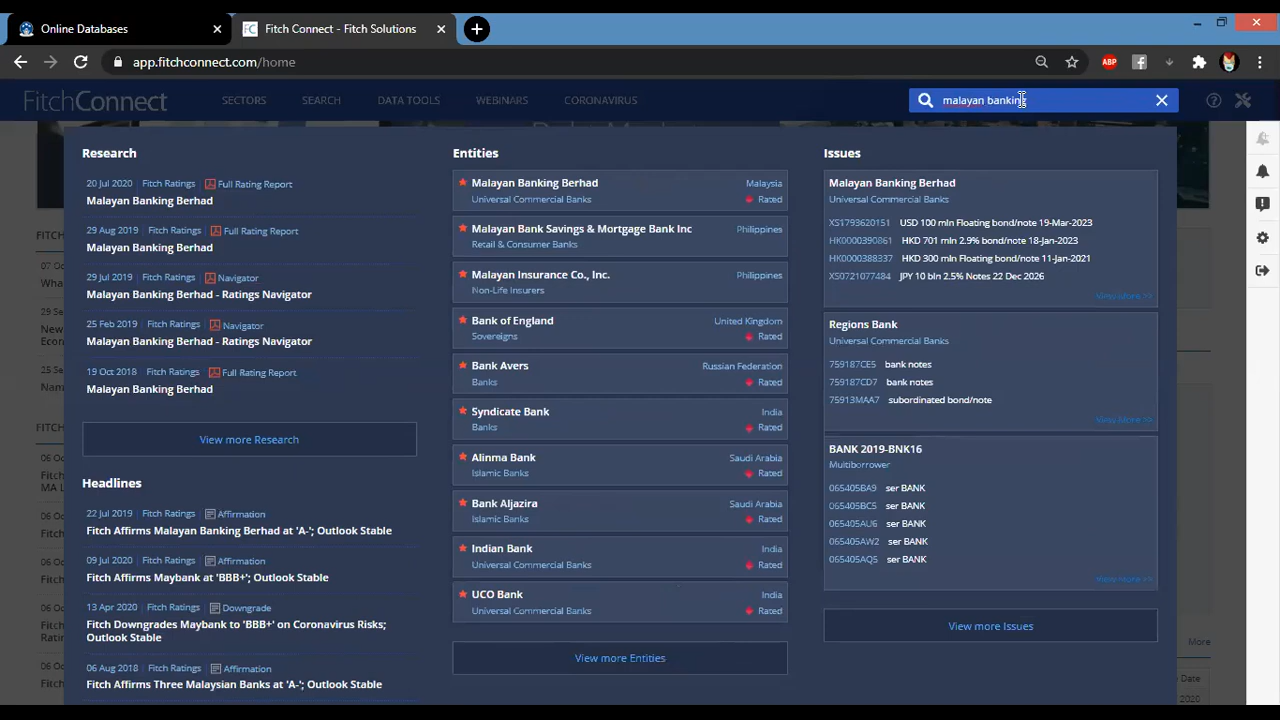 Online Databases
Fitch Connect - Fitch Solutions
app.fitchconnect.com/home
ABP
FitchConnect
SECTORS
SEARCH
DATA TOOLS
WEBINARS
CORONAVIRUS
malayan banking
Research
20 Jul 2020 Fitch Ratings Full Rating Report
Malayan Banking Berhad
29 Aug 2019 Fitch Ratings Full Rating Report
Malayan Banking Berhad
29 Jul 2019 Fitch Ratings Navigator
Malayan Banking Berhad - Ratings Navigator
25 Feb 2019 Fitch Ratings Navigator
Malayan Banking Berhad - Ratings Navigator
19 Oct 2018 Fitch Ratings Full Rating Report
Malayan Banking Berhad
View more Research
Headlines
22 Jul 2019 Fitch Ratings Affirmation
Fitch Affirms Malayan Banking Berhad at 'A-'; Outlook Stable
09 Jul 2020 Fitch Ratings Affirmation
Fitch Affirms Maybank at 'BBB+'; Outlook Stable
13 Apr 2020 Fitch Ratings Downgrade
Fitch Downgrades Maybank to 'BBB+' on Coronavirus Risks;
Outlook Stable
06 Aug 2018 Fitch Ratings Affirmation
Fitch Affirms Three Malaysian Banks at 'A-'; Outlook Stable
Entities
Malayan Banking Berhad Malaysia
Universal Commercial Banks Rated
Malayan Bank Savings & Mortgage Bank Inc Philippines
Retail & Consumer Banks
Malayan Insurance Co., Inc. Philippines
Non-Life Insurers
Bank of England United Kingdom
Sovereigns Rated
Bank Avers Russian Federation
Banks Rated
Syndicate Bank India
Banks Rated
Alinma Bank Saudi Arabia
Islamic Banks Rated
Bank Aljazira Saudi Arabia
Islamic Banks Rated
Indian Bank India
Universal Commercial Banks Rated
UCO Bank India
Universal Commercial Banks Rated
View more Entities
Issues
Malayan Banking Berhad
Universal Commercial Banks
XS1793620151 USD 100 mln Floating bond/note 19-Mar-2023
HK0000390861 HKD 701 mln 2.9% bond/note 18-Jan-2023
HK0000388337 HKD 300 mln Floating bond/note 11-Jan-2021
XS0721077484 JPY 10 bln 2.5% Notes 22 Dec 2026
View More >>
Regions Bank
Universal Commercial Banks
759187CE5 bank notes
759187CD7 bank notes
75913MAA7 subordinated bond/note
View More >>
BANK 2019-BNK16
Multiborrower
065405BA9 ser BANK
065405BC5 ser BANK
065405AU6 ser BANK
065405AW2 ser BANK
065405AQ5 ser BANK
View More >>
View more Issues
More